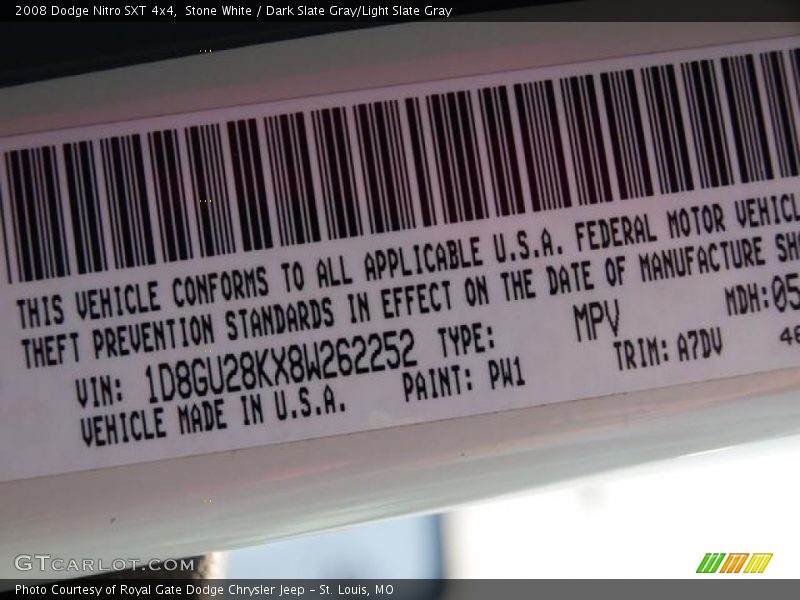 2008 Dodge Nitro SXT 4x4, Stone White / Dark Slate Gray/Light Slate Gray
THIS VEHICLE CONFORMS TO ALL APPLICABLE U.S.A. FEDERAL MOTOR
THEFT PREVENTION STANDARDS IN EFFECT ON THE DATE OF MANUFACTURE
VIN: 1D8GU28KX8W262252 TYPE: MPV MDH: 05
VEHICLE MADE IN U.S.A. PAINT: PW1 TRIM: A7DV
GTCARLOT.COM
Photo Courtesy of Royal Gate Dodge Chrysler Jeep – St. Louis, MO